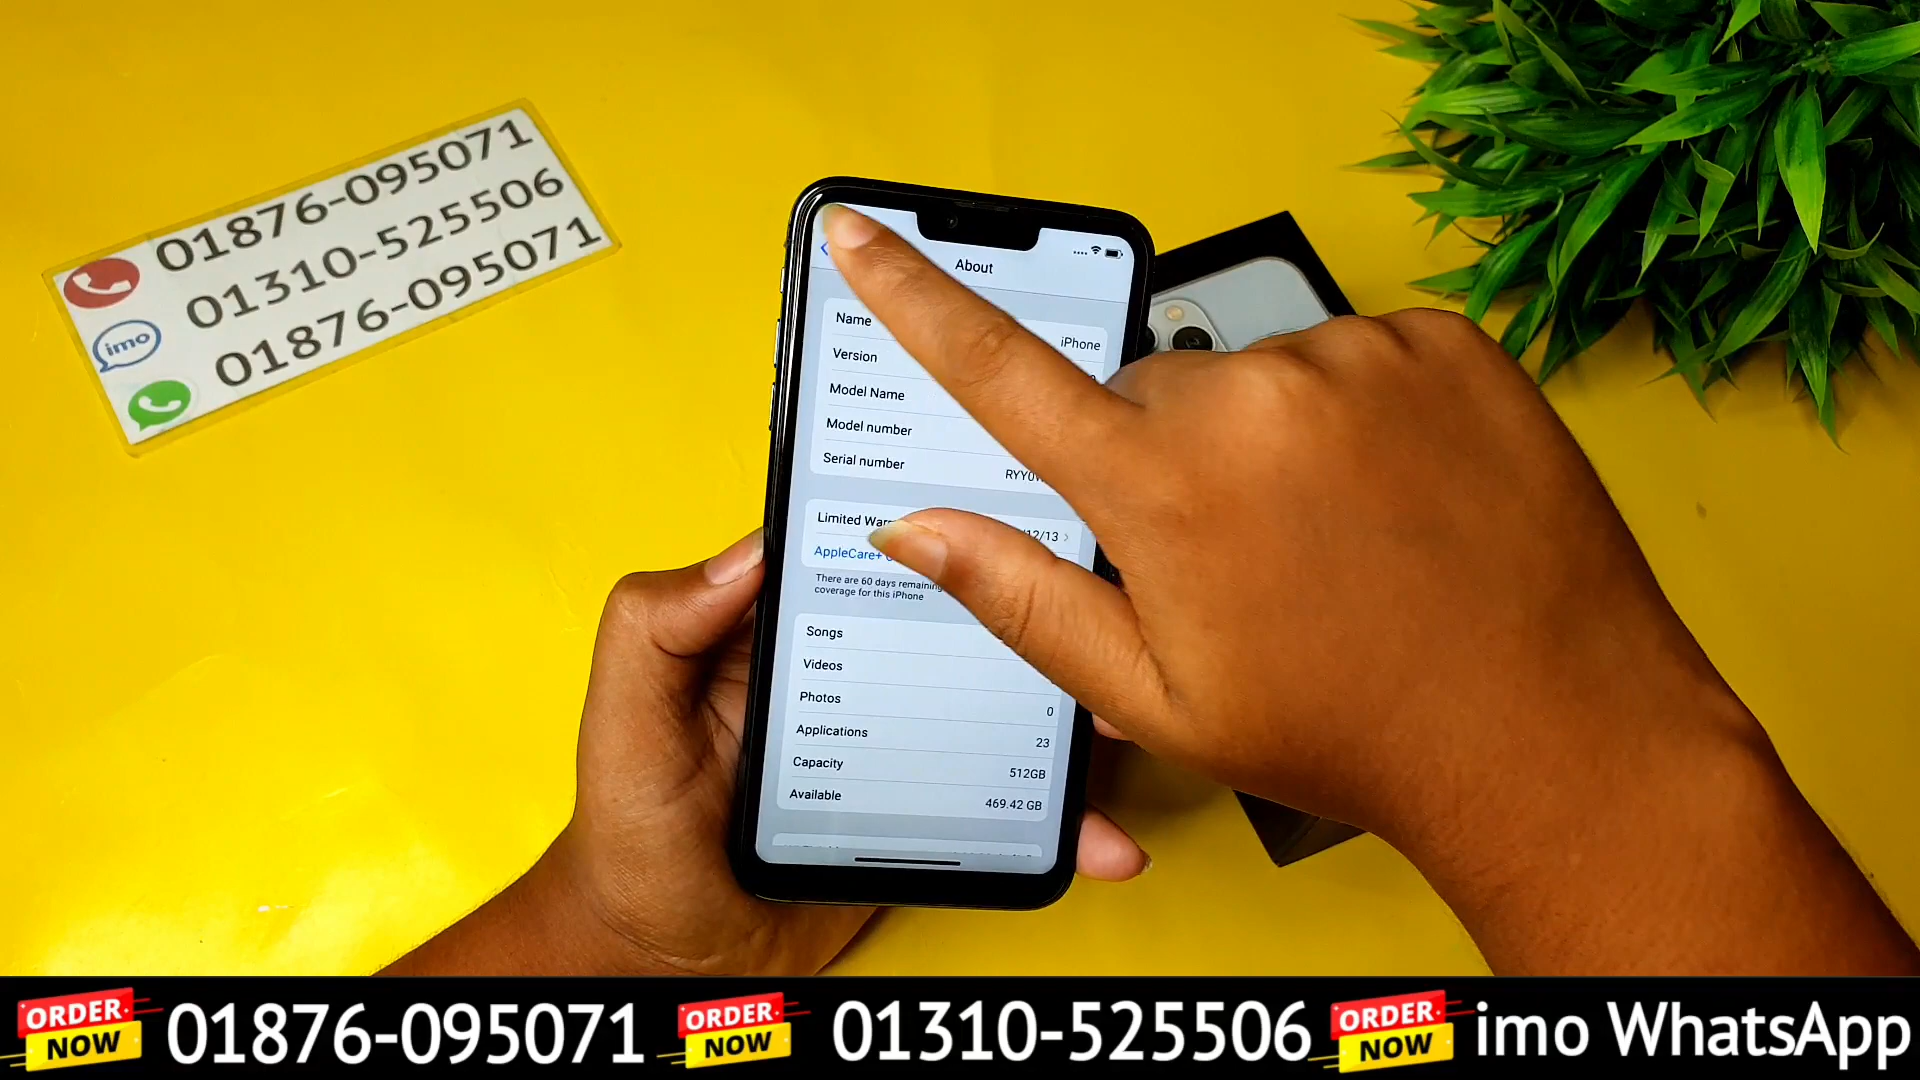 01876-095071
imo 01310-525506
01876-095071
About
Name iPhone
Version
Model Name
Model number
Serial number
Limited
12/13
AppleCare+
There are 60 days remaining
coverage for this iPhone
Songs
Videos
Photos 0
Applications 23
Capacity 512GB
Available 469.42 GB
ORDER NOW 01876-095071 ORDER NOW 01310-525506 ORDER NOW imo WhatsApp